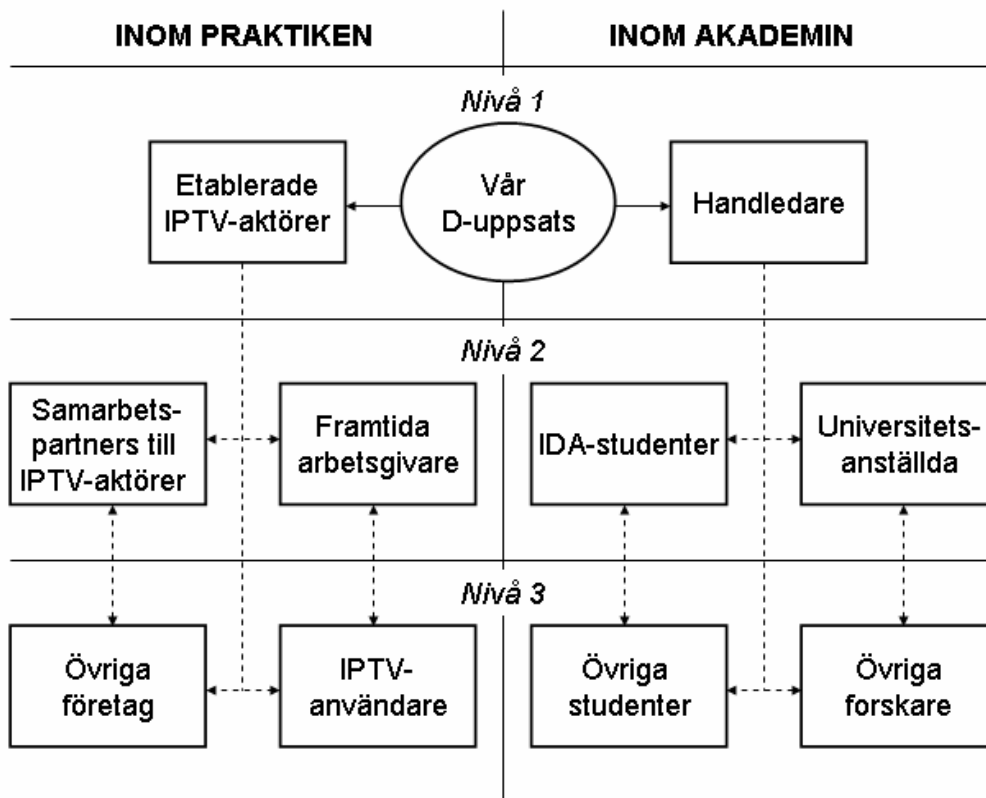 INOM PRAKTIKEN
INOM AKADEMIN
Nivå 1
Etablerade
IPTV-aktörer
Vår
D-uppsats
Handledare
Nivå 2
Samarbets-
partners till
IPTV-aktörer
Framtida
arbetsgivare
IDA-studenter
Universitets-
anställda
Nivå 3
Övriga
företag
IPTV-
användare
Övriga
studenter
Övriga
forskare